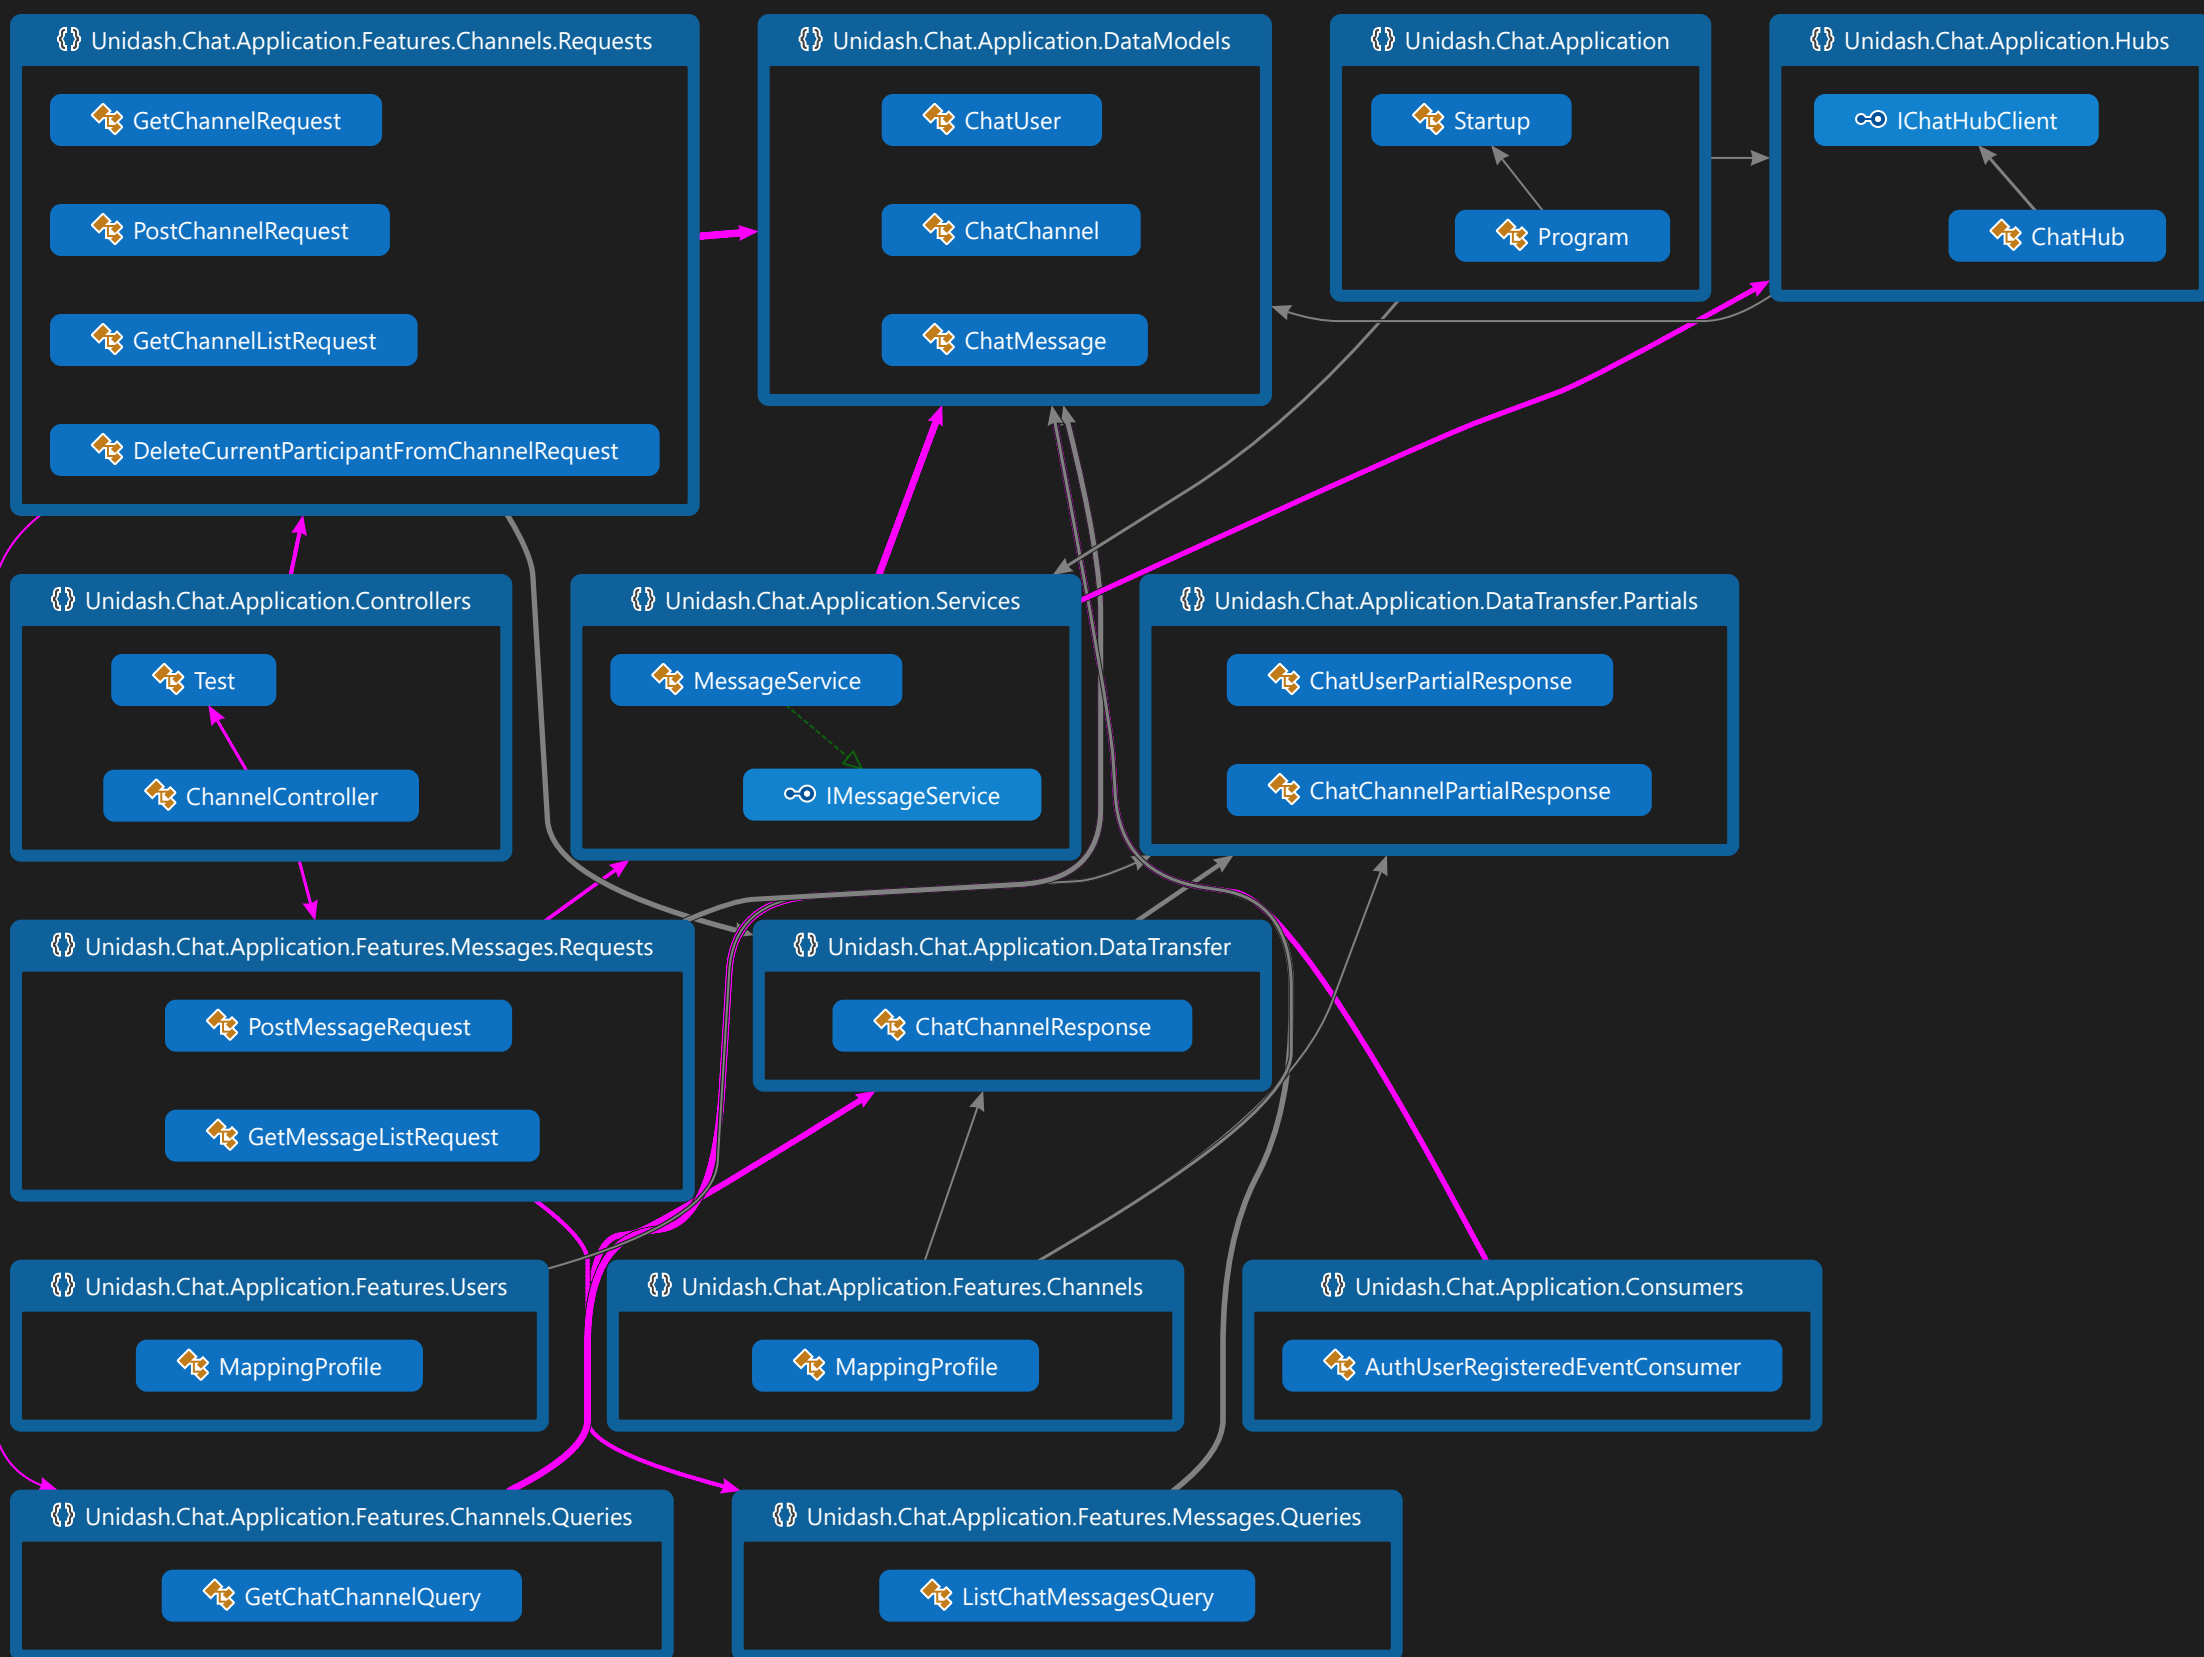 Unidash.Chat.Application.Features.Channels.Requests
GetChannelRequest
PostChannelRequest
GetChannelListRequest
DeleteCurrentParticipantFromChannelRequest
Unidash.Chat.Application.DataModels
ChatUser
ChatChannel
ChatMessage
Unidash.Chat.Application
Startup
Program
Unidash.Chat.Application.Hubs
IChatHubClient
ChatHub
Unidash.Chat.Application.Controllers
Test
ChannelController
Unidash.Chat.Application.Services
MessageService
IMessageService
Unidash.Chat.Application.DataTransfer.Partials
ChatUserPartialResponse
ChatChannelPartialResponse
Unidash.Chat.Application.Features.Messages.Requests
PostMessageRequest
GetMessageListRequest
Unidash.Chat.Application.DataTransfer
ChatChannelResponse
Unidash.Chat.Application.Features.Users
MappingProfile
Unidash.Chat.Application.Features.Channels
MappingProfile
Unidash.Chat.Application.Consumers
AuthUserRegisteredEventConsumer
Unidash.Chat.Application.Features.Channels.Queries
GetChatChannelQuery
Unidash.Chat.Application.Features.Messages.Queries
ListChatMessagesQuery